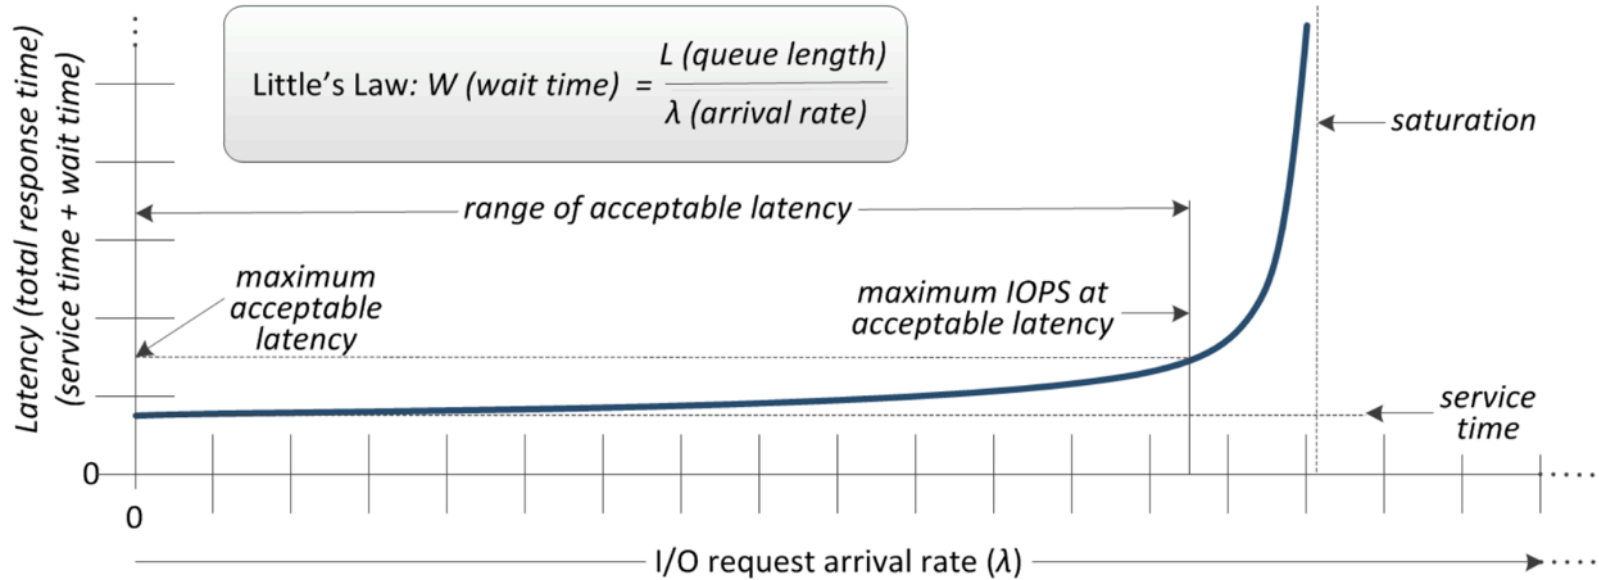 Latency (total response time)
(service time + wait time)
Little's Law: W (wait time) = L (queue length)
λ (arrival rate)
saturation
range of acceptable latency
maximum
acceptable
latency
maximum IOPS at
acceptable latency
service
time
0
0
I/O request arrival rate (λ)